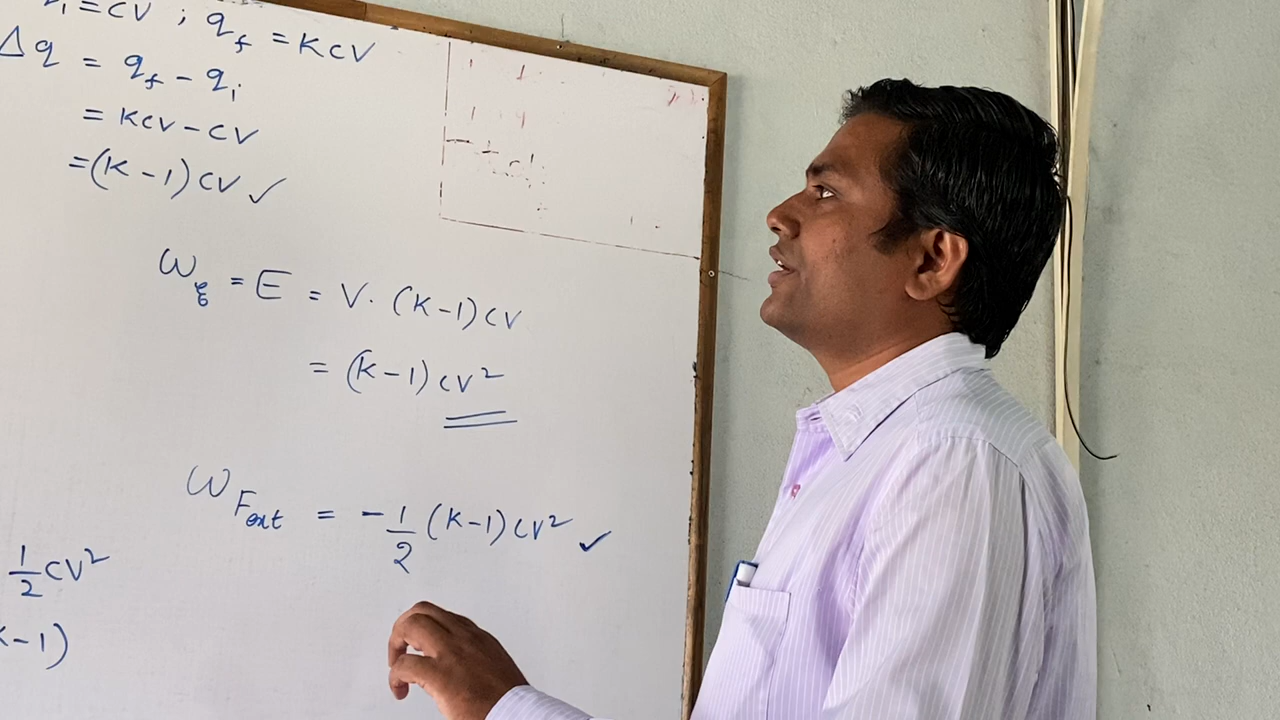 = CV ; q_f = KCV
Δq = q_f - q_i
= KCV - CV
= (K - 1) CV ✓
W_ξ = E = V. (K-1) CV
= (K-1) CV²
W_Fext = - 1/2 (K-1) CV² ✓
1/2 CV²
-1)